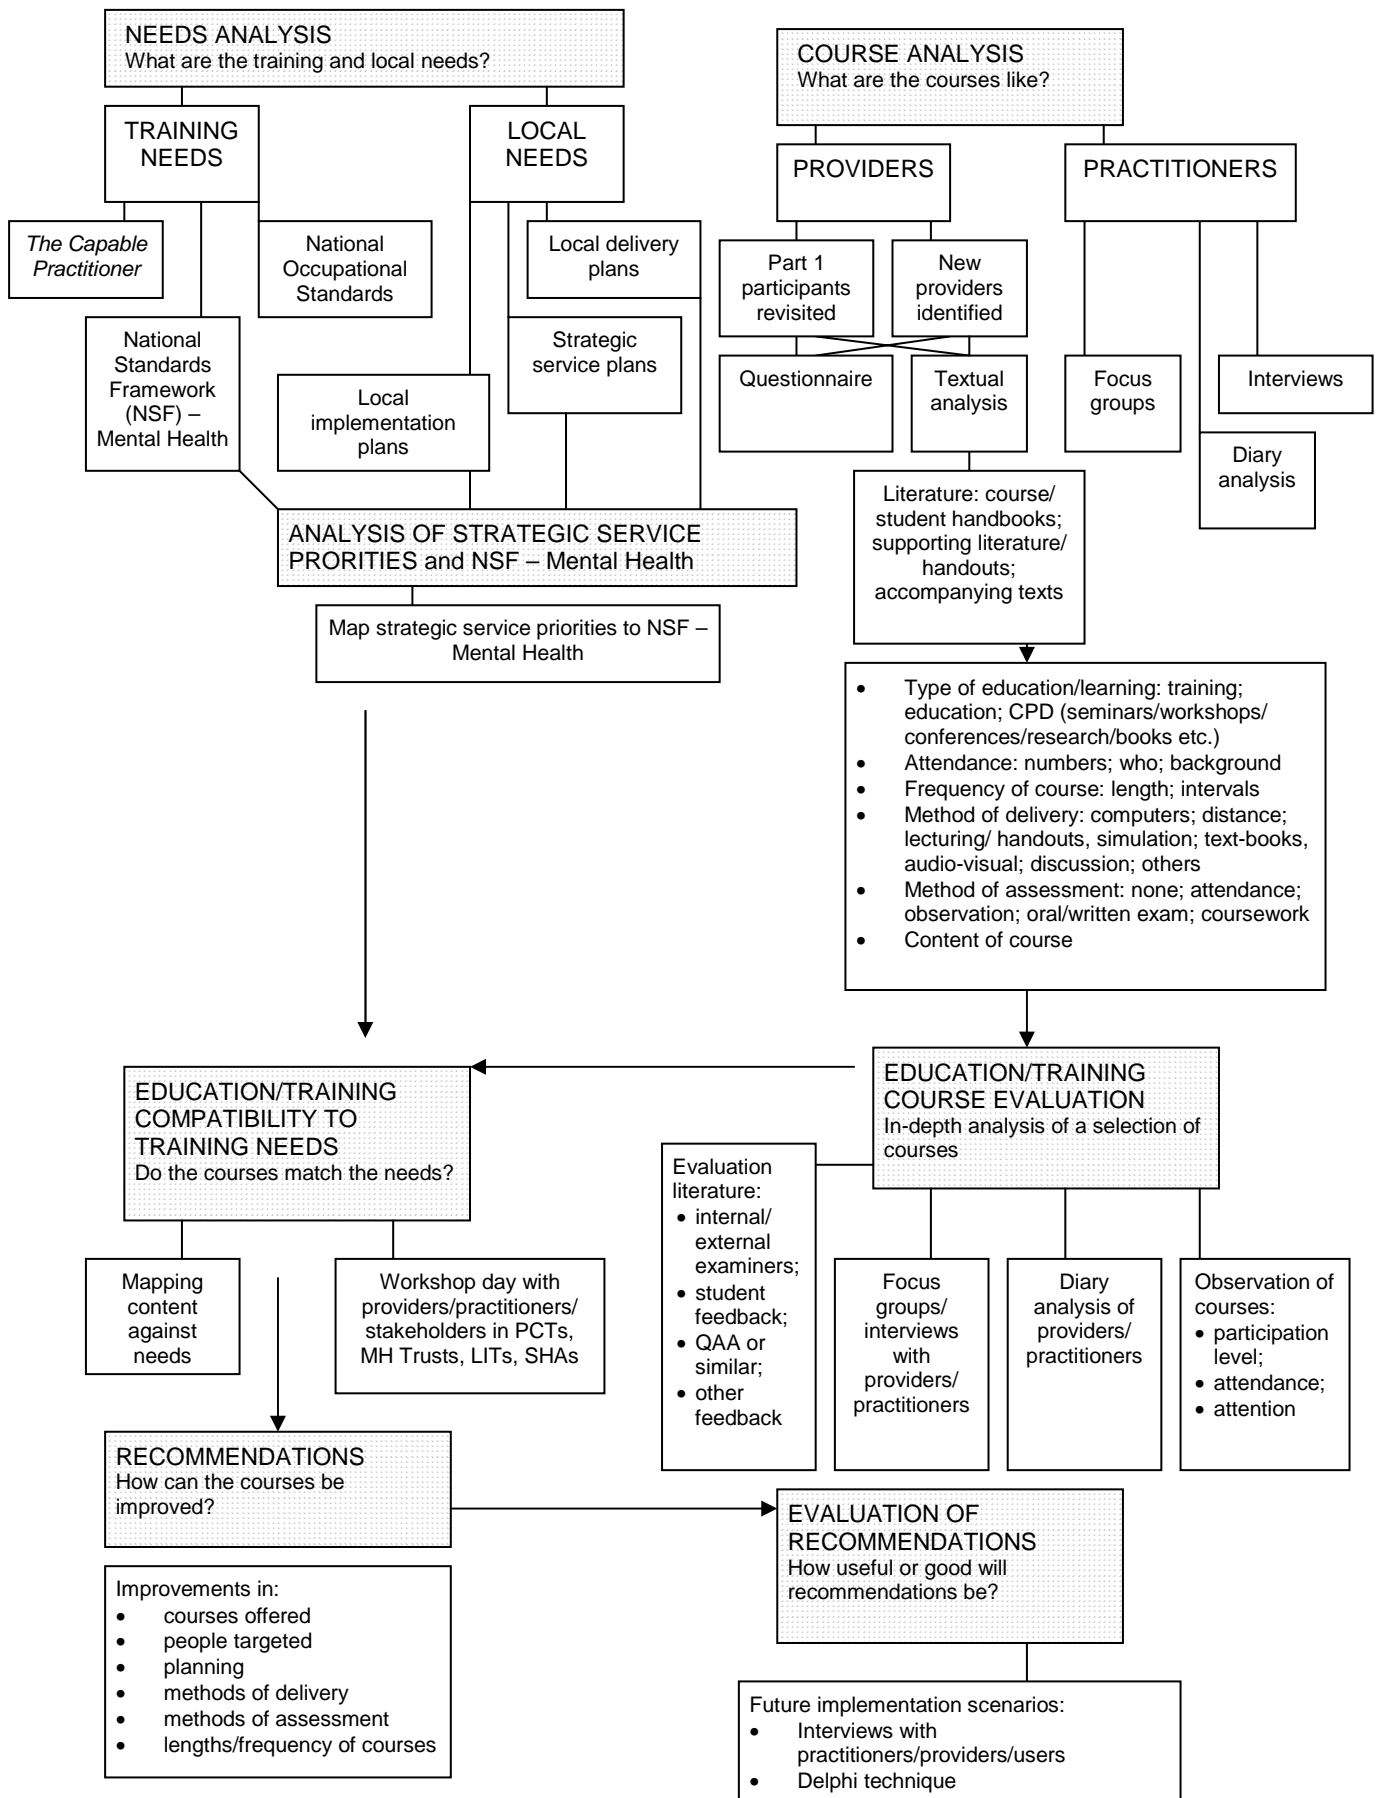 NEEDS ANALYSIS
What are the training and local needs?
TRAINING
NEEDS
LOCAL
NEEDS
The Capable
Practitioner
National
Occupational
Standards
Local delivery
plans
National
Standards
Framework
(NSF) –
Mental Health
Strategic
service plans
Local
implementation
plans
ANALYSIS OF STRATEGIC SERVICE
PRORITIES and NSF – Mental Health
Map strategic service priorities to NSF –
Mental Health
COURSE ANALYSIS
What are the courses like?
PROVIDERS
PRACTITIONERS
Part 1
participants
revisited
New
providers
identified
Questionnaire
Textual
analysis
Focus
groups
Interviews
Diary
analysis
Literature: course/
student handbooks;
supporting literature/
handouts;
accompanying texts
• Type of education/learning: training;
education; CPD (seminars/workshops/
conferences/research/books etc.)
• Attendance: numbers; who; background
• Frequency of course: length; intervals
• Method of delivery: computers; distance;
lecturing/ handouts, simulation; text-books,
audio-visual; discussion; others
• Method of assessment: none; attendance;
observation; oral/written exam; coursework
• Content of course
EDUCATION/TRAINING
COURSE EVALUATION
In-depth analysis of a selection of
courses
Evaluation
literature:
• internal/
external
examiners;
• student
feedback;
• QAA or
similar;
• other
feedback
Focus
groups/
interviews
with
providers/
practitioners
Diary
analysis of
providers/
practitioners
Observation of
courses:
• participation
level;
• attendance;
• attention
EDUCATION/TRAINING
COMPATIBILITY TO
TRAINING NEEDS
Do the courses match the needs?
Mapping
content
against
needs
Workshop day with
providers/practitioners/
stakeholders in PCTs,
MH Trusts, LITs, SHAs
RECOMMENDATIONS
How can the courses be
improved?
Improvements in:
• courses offered
• people targeted
• planning
• methods of delivery
• methods of assessment
• lengths/frequency of courses
EVALUATION OF
RECOMMENDATIONS
How useful or good will
recommendations be?
Future implementation scenarios:
• Interviews with
practitioners/providers/users
• Delphi technique